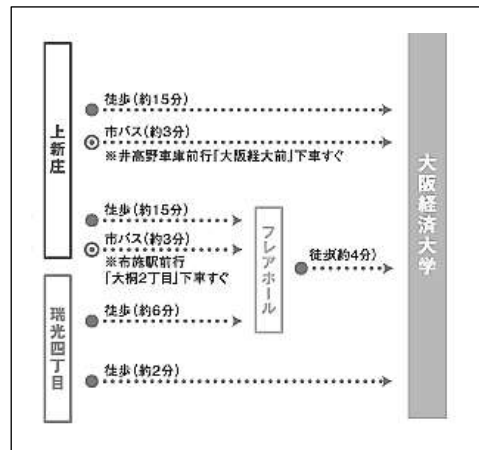 上新庄
徒歩(約15分)
市バス(約3分)
※井高野車庫前行「大阪経大前」下車すぐ
徒歩(約15分)
市バス(約3分)
※布施駅前行
「大桐2丁目」下車すぐ
フレアホール
徒歩(約4分)
瑞光四丁目
徒歩(約6分)
徒歩(約2分)
大阪経済大学